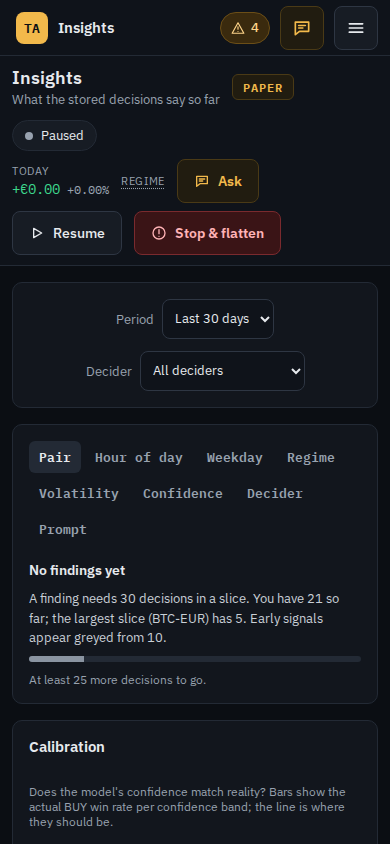 TA Insights 4
Insights
What the stored decisions say so far
PAPER
Paused
TODAY
+€0.00 +0.00%
REGIME
Ask
Resume
Stop & flatten
Period Last 30 days
Decider All deciders
Pair Hour of day Weekday Regime
Volatility Confidence Decider
Prompt
No findings yet
A finding needs 30 decisions in a slice. You have 21 so
far; the largest slice (BTC-EUR) has 5. Early signals
appear greyed from 10.
At least 25 more decisions to go.
Calibration
Does the model's confidence match reality? Bars show the
actual BUY win rate per confidence band; the line is where
they should be.